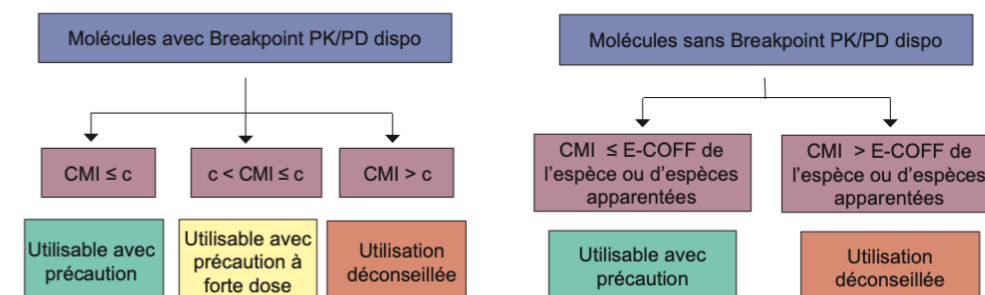 Molécules avec Breakpoint PK/PD dispo
CMI ≤ c
c < CMI ≤ c
CMI > c
Utilisable avec
précaution
Utilisable avec
précaution à
forte dose
Utilisation
déconseillée
Molécules sans Breakpoint PK/PD dispo
CMI ≤ E-COFF de
l'espèce ou d'espèces
apparentées
CMI > E-COFF de
l'espèce ou d'espèces
apparentées
Utilisable avec
précaution
Utilisation
déconseillée